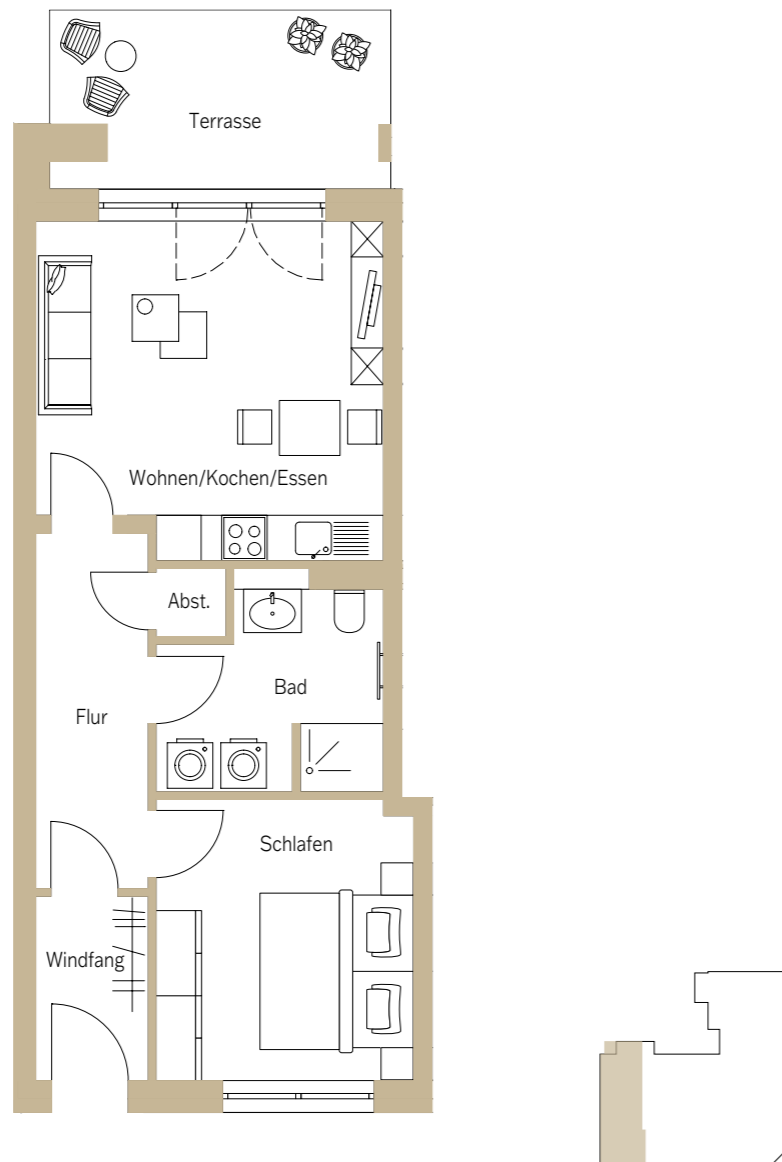 Terrasse
Wohnen/Kochen/Essen
Abst.
Bad
Flur
Schlafen
Windfang